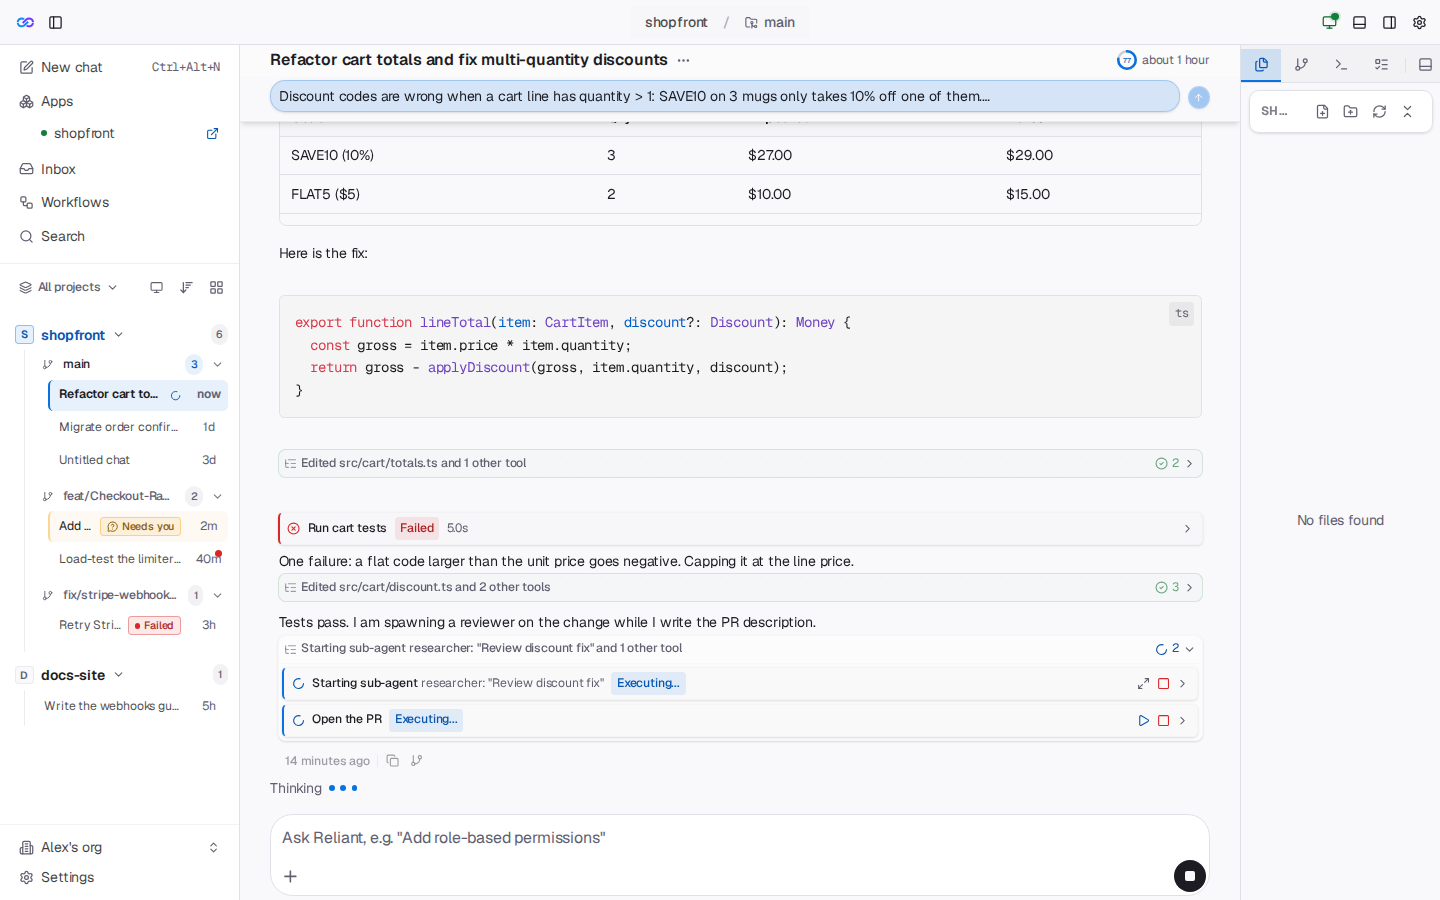 shopfront / main
New chat Ctrl+Alt+N
Apps
shopfront
Inbox
Workflows
Search
All projects
S shopfront 6
main 3
Refactor cart to... now
Migrate order confir... 1d
Untitled chat 3d
feat/Checkout-Ra... 2
Add ... Needs you 2m
Load-test the limiter... 40m
fix/stripe-webhook... 1
Retry Stri... Failed 3h
D docs-site 1
Write the webhooks gu... 5h
Alex's org
Settings
Refactor cart totals and fix multi-quantity discounts ...
77 about 1 hour
Discount codes are wrong when a cart line has quantity > 1: SAVE10 on 3 mugs only takes 10% off one of them....
SAVE10 (10%) 3 $27.00 $29.00
FLAT5 ($5) 2 $10.00 $15.00
Here is the fix:
ts
export function lineTotal(item: CartItem, discount?: Discount): Money {
const gross = item.price * item.quantity;
return gross - applyDiscount(gross, item.quantity, discount);
}
Edited src/cart/totals.ts and 1 other tool 2
Run cart tests Failed 5.0s
One failure: a flat code larger than the unit price goes negative. Capping it at the line price.
Edited src/cart/discount.ts and 2 other tools 3
Tests pass. I am spawning a reviewer on the change while I write the PR description.
Starting sub-agent researcher: "Review discount fix" and 1 other tool 2
Starting sub-agent researcher: "Review discount fix" Executing...
Open the PR Executing...
14 minutes ago
Thinking
Ask Reliant, e.g. "Add role-based permissions"
SH...
No files found